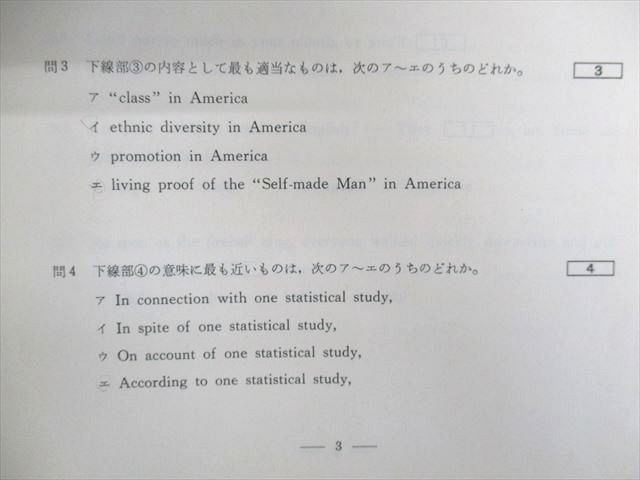 問3 下線部③の内容として最も適当なものは，次のア～エのうちのどれか。 3
ア “class” in America
イ ethnic diversity in America
ウ promotion in America
エ living proof of the “Self-made Man” in America
問4 下線部④の意味に最も近いものは，次のア～エのうちのどれか。 4
ア In connection with one statistical study,
イ In spite of one statistical study,
ウ On account of one statistical study,
エ According to one statistical study,
— 3 —